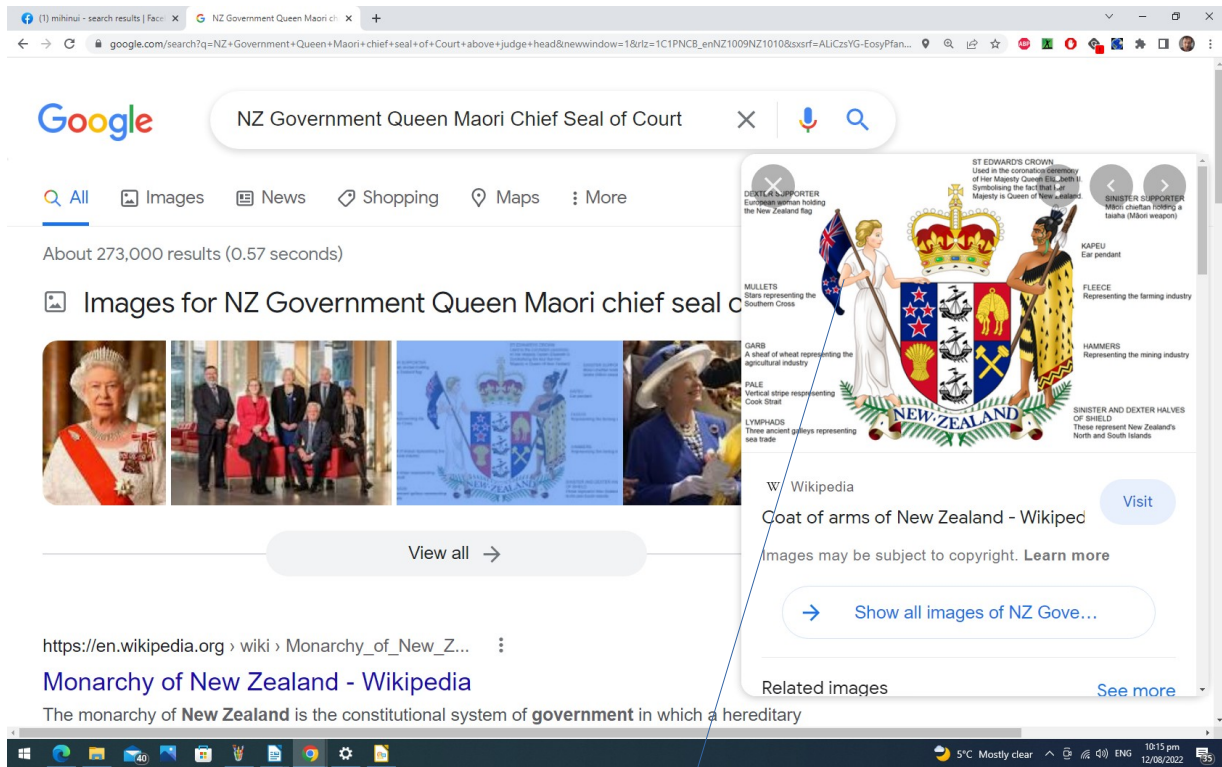 (1) mihinui - search results | Face
NZ Government Queen Maori ch
google.com/search?q=NZ+Government+Queen+Maori+Chief+seal+of+Court+above+judge+head&newwindow=1&rlz=1C1PNCB_enNZ1009NZ1010&sxsrf=ALiCzsYG-EosyPfan...
ABP
Google
NZ Government Queen Maori Chief Seal of Court
All Images News Shopping Maps More
About 273,000 results (0.57 seconds)
Images for NZ Government Queen Maori chief seal o
View all
https://en.wikipedia.org › wiki › Monarchy_of_New_Z...
Monarchy of New Zealand - Wikipedia
The monarchy of New Zealand is the constitutional system of government in which a hereditary
ST EDWARD'S CROWN
Used in the coronation ceremony
of Her Majesty Queen Elizabeth II.
Symbolising the fact that Her
Majesty is Queen of New Zealand.
DEXTER SUPPORTER
European woman holding
the New Zealand flag
SINISTER SUPPORTER
Māori chieftan holding a
taiaha (Māori weapon)
KAPEU
Ear pendant
MULLETS
Stars representing the
Southern Cross
FLEECE
Representing the farming industry
GARB
A sheaf of wheat representing the
agricultural industry
HAMMERS
Representing the mining industry
PALE
Vertical stripe respresenting
Cook Strait
LYMPHADS
Three ancient galleys representing
sea trade
SINISTER AND DEXTER HALVES
OF SHIELD
These represent New Zealand's
North and South Islands
NEW ZEALAND
W Wikipedia
Coat of arms of New Zealand - Wikiped
Visit
Images may be subject to copyright. Learn more
Show all images of NZ Gove...
Related images
See more
40
5°C Mostly clear
ENG
10:15 pm
12/08/2022
35